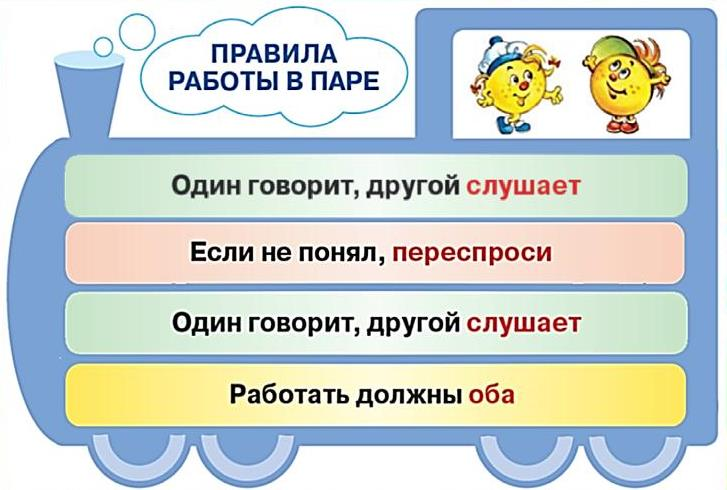 ПРАВИЛА
РАБОТЫ В ПАРЕ
Один говорит, другой слушает
Если не понял, переспроси
Один говорит, другой слушает
Работать должны оба